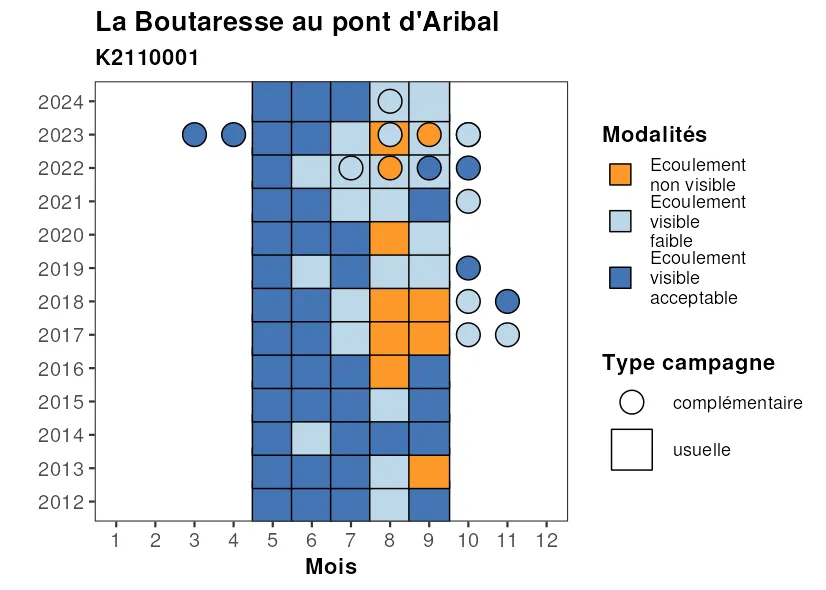 La Boutaresse au pont d'Aribal
K2110001
2024
2023
2022
2021
2020
2019
2018
2017
2016
2015
2014
2013
2012
1 2 3 4 5 6 7 8 9 10 11 12
Mois
Modalités
Ecoulement
non visible
Ecoulement
visible
faible
Ecoulement
visible
acceptable
Type campagne
complémentaire
usuelle